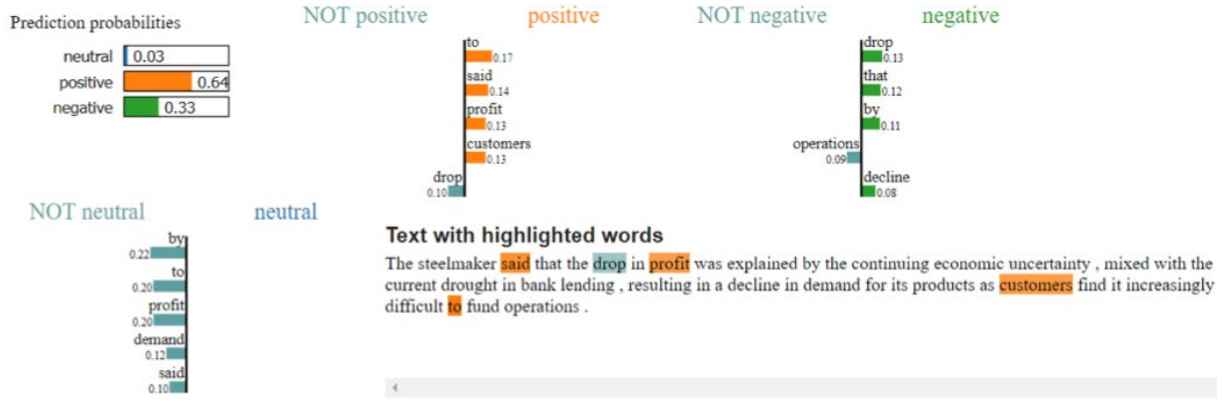 Prediction probabilities
neutral 0.03
positive 0.64
negative 0.33
NOT positive positive
to
0.17
said
0.14
profit
0.13
customers
0.13
drop
0.10
NOT negative negative
drop
0.13
that
0.12
by
0.11
operations
0.09
decline
0.08
NOT neutral neutral
by
0.22
to
0.20
profit
0.20
demand
0.12
said
0.10
Text with highlighted words
The steelmaker said that the drop in profit was explained by the continuing economic uncertainty , mixed with the
current drought in bank lending , resulting in a decline in demand for its products as customers find it increasingly
difficult to fund operations .